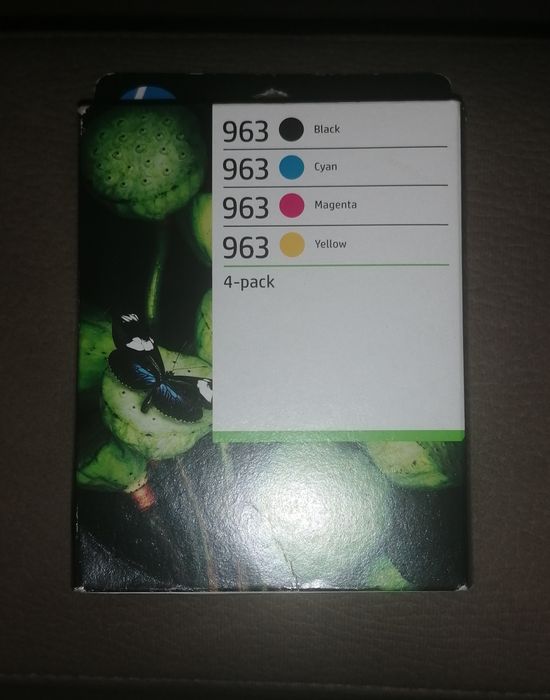 963 Black
963 Cyan
963 Magenta
963 Yellow
4-pack